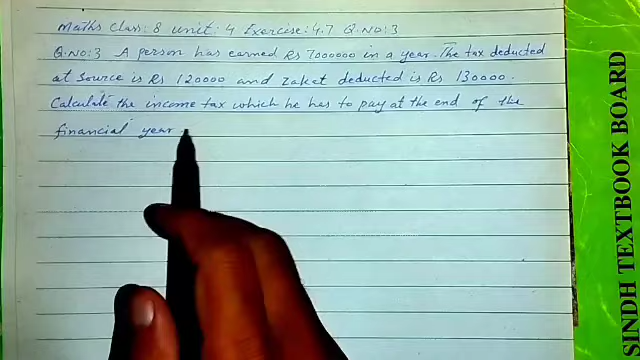 Maths Class: 8 unit: 4 Exercise: 4.7 Q.NO: 3
Q.NO: 3 A person has earned Rs 7000000 in a year. The tax deducted
at Source is Rs 120000 and Zaket deducted is Rs 130000.
Calculate the income tax which he has to pay at the end of the
financial year
SINDH TEXTBOOK BOARD